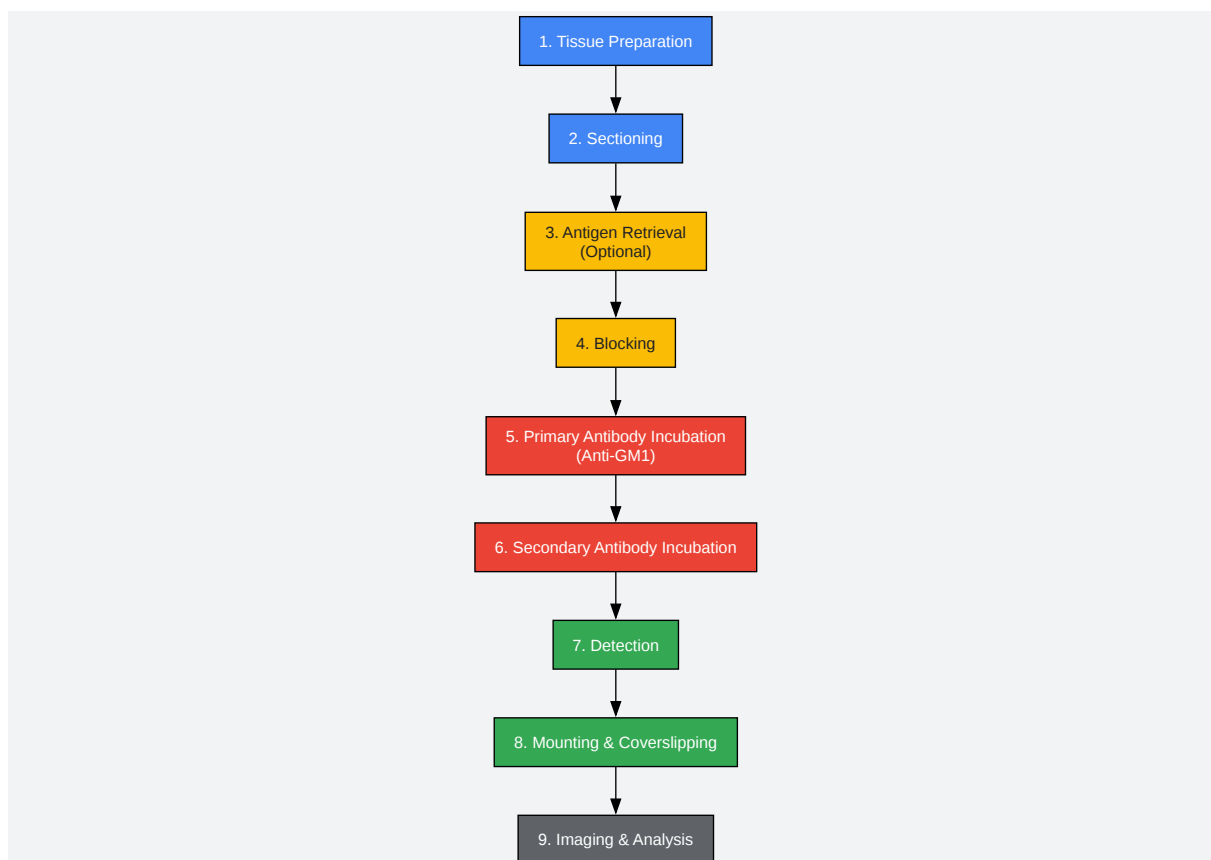 1. Tissue Preparation
2. Sectioning
3. Antigen Retrieval
(Optional)
4. Blocking
5. Primary Antibody Incubation
(Anti-GM1)
6. Secondary Antibody Incubation
7. Detection
8. Mounting & Coverslipping
9. Imaging & Analysis